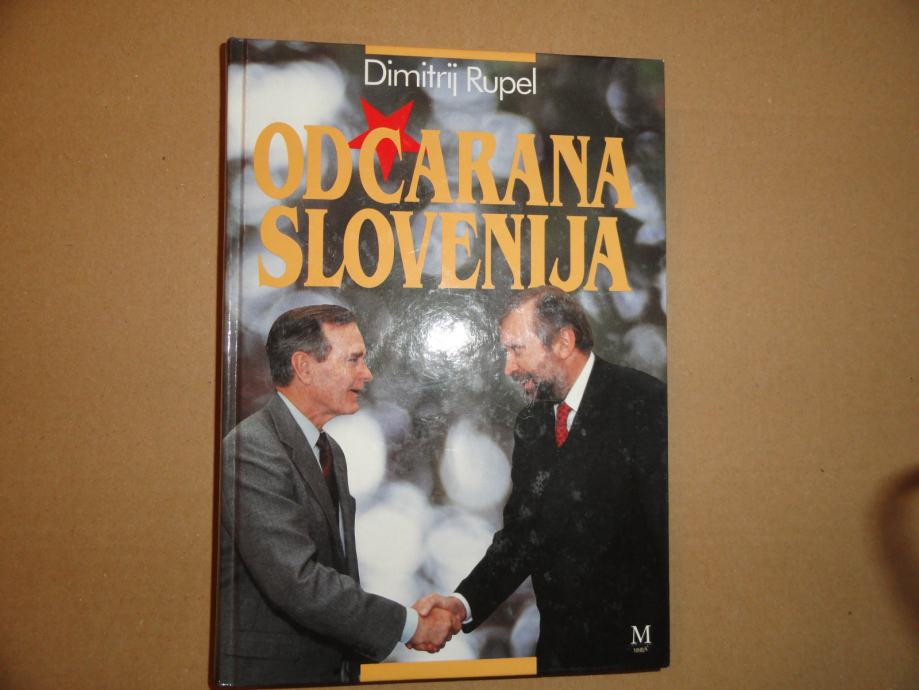 Dimitrij Rupel
ODČARANA
SLOVENIJA
M